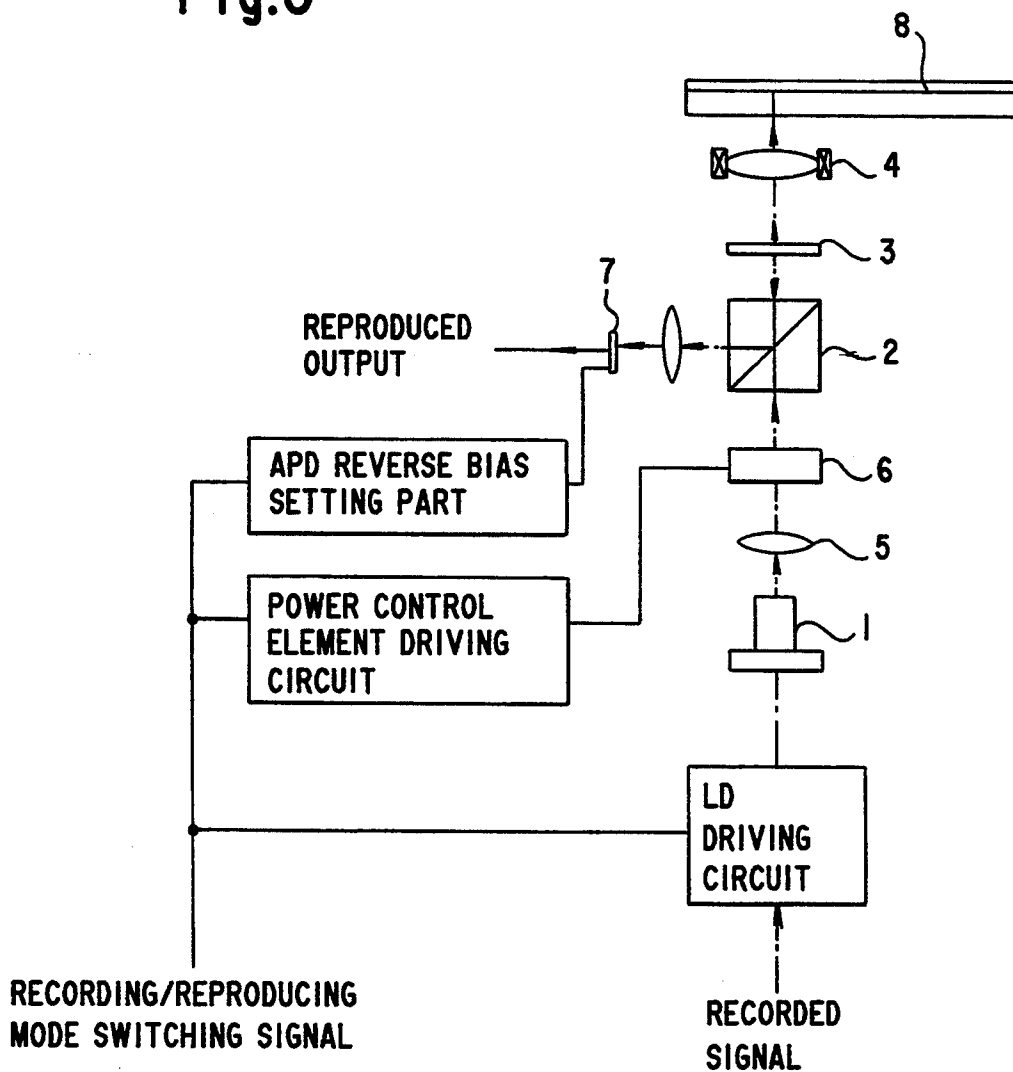 Fig.
8
4
3
7
REPRODUCED
OUTPUT
2
APD REVERSE BIAS
SETTING PART
6
5
POWER CONTROL
ELEMENT DRIVING
CIRCUIT
1
LD
DRIVING
CIRCUIT
RECORDING/REPRODUCING
MODE SWITCHING SIGNAL
RECORDED
SIGNAL